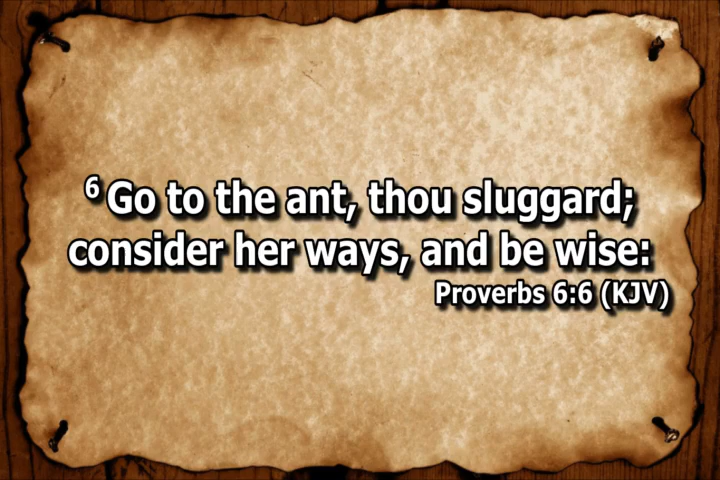 ⁶ Go to the ant, thou sluggard;
consider her ways, and be wise:
Proverbs 6:6 (KJV)